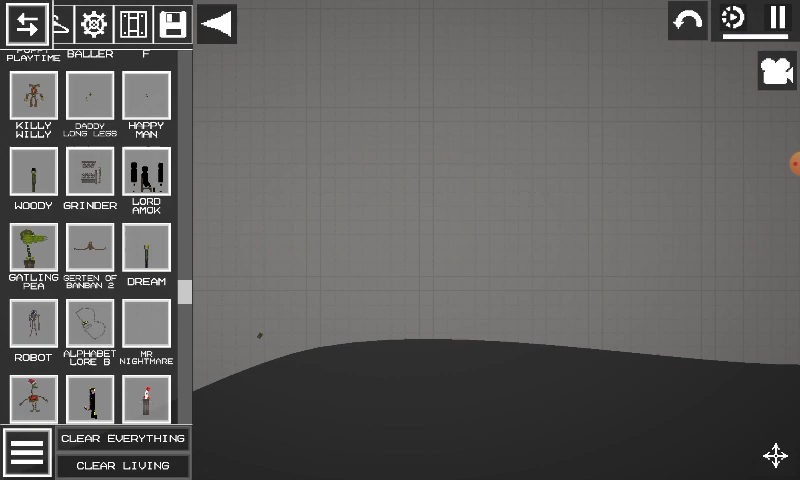 PLAYTIME BALLER F
KILLY WILLY
DADDY LONG LEGS
HAPPY MAN
WOODY
GRINDER
LORD AMOK
GATLING PEA
GERTEN OF BANBAN 2
DREAM
ROBOT
ALPHABET LORE B
MR NIGHTMARE
CLEAR EVERYTHING
CLEAR LIVING